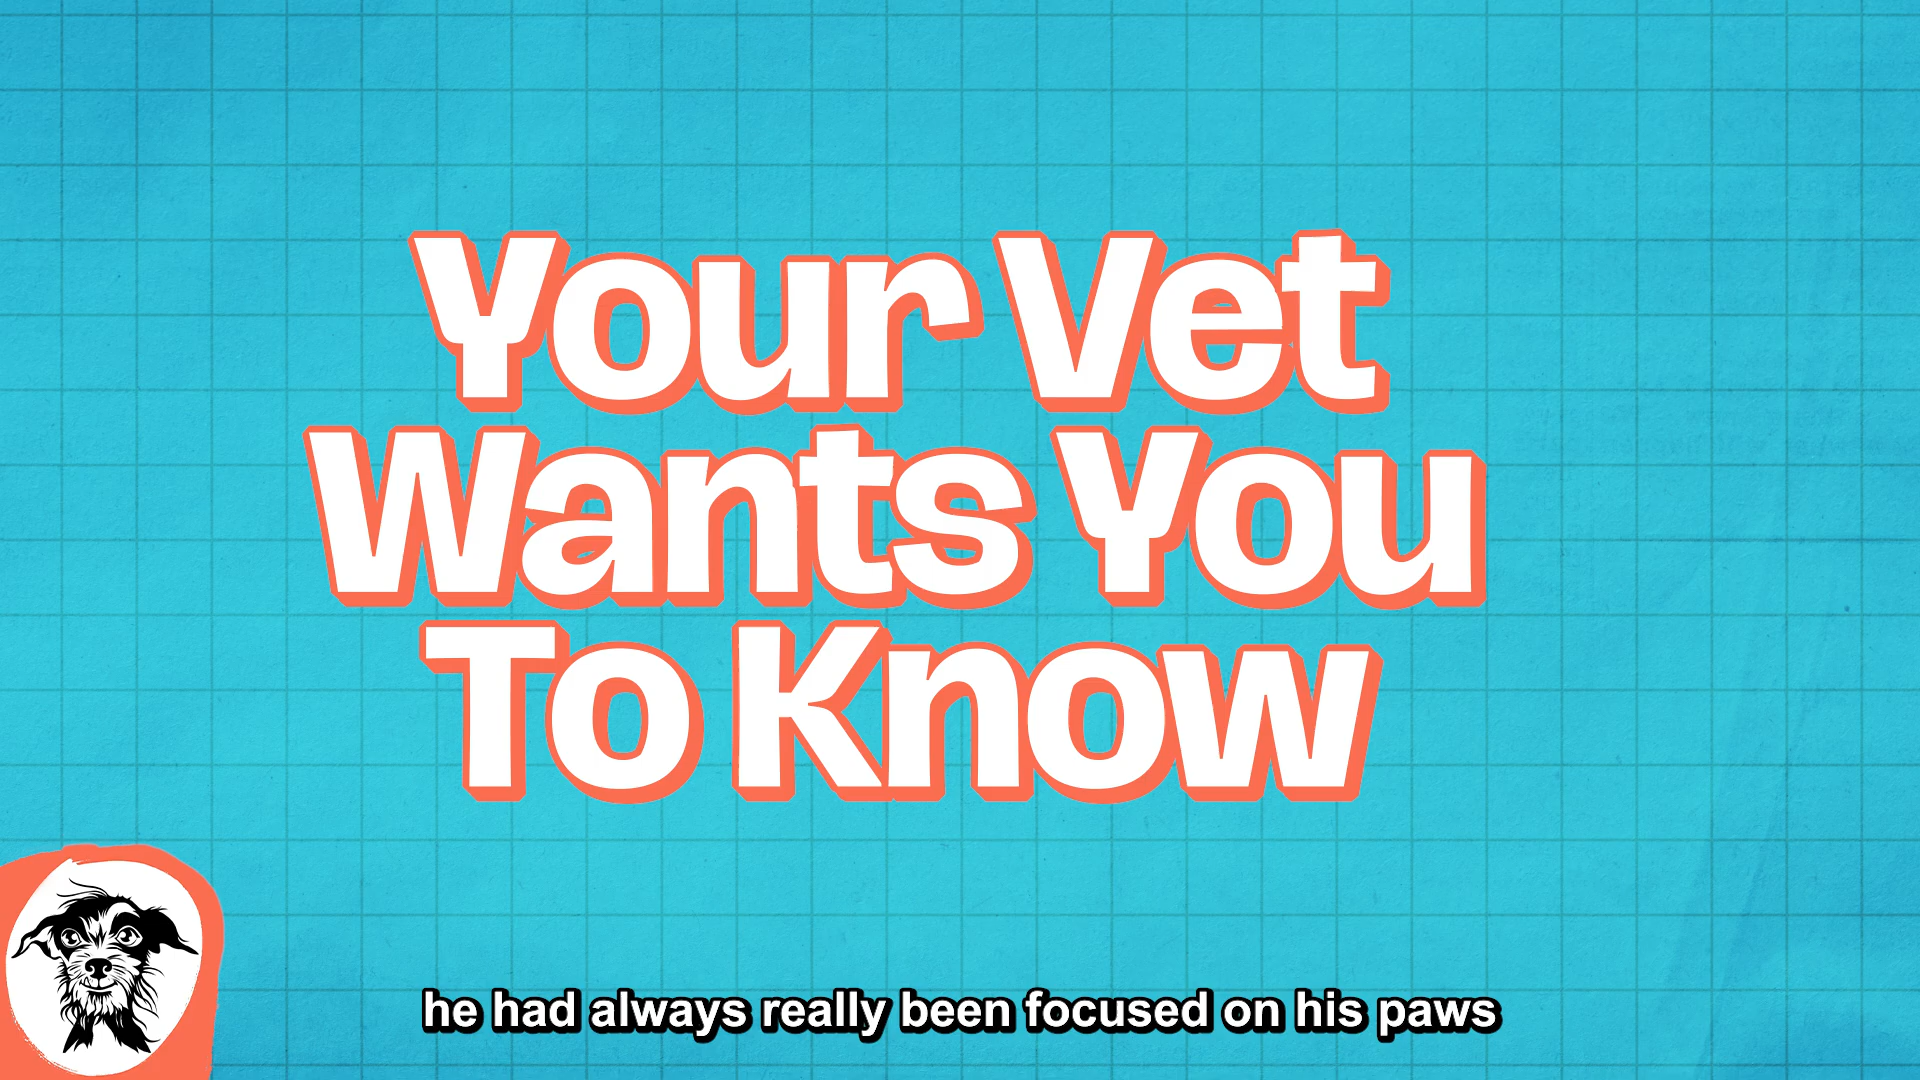 Your Vet
Wants You
To Know
he had always really been focused on his paws